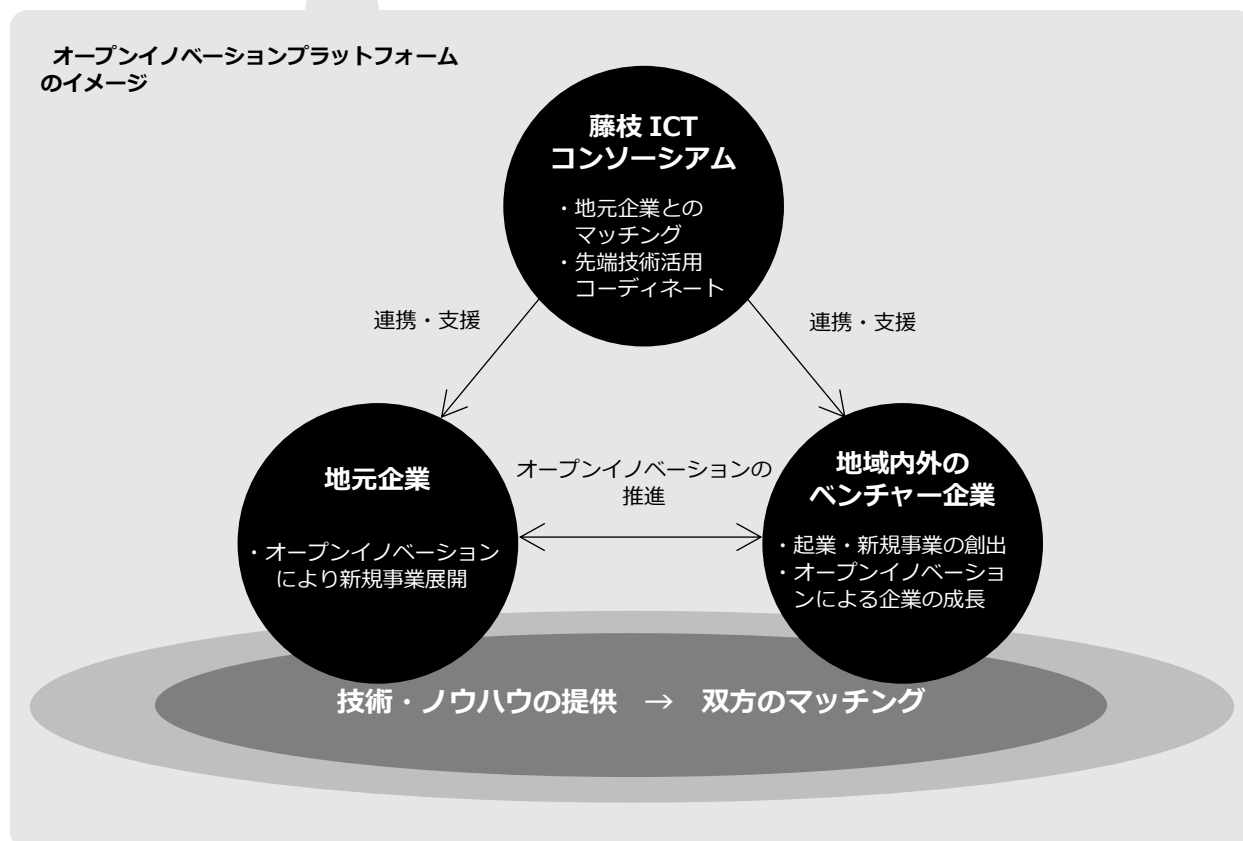 オープンイノベーションプラットフォーム
のイメージ
藤枝 ICT
コンソーシアム
・地元企業との
マッチング
・先端技術活用
コーディネート
連携・支援
連携・支援
地元企業
・オープンイノベーション
により新規事業展開
オープンイノベーションの
推進
地域内外の
ベンチャー企業
・起業・新規事業の創出
・オープンイノベーショ
ンによる企業の成長
技術・ノウハウの提供　→　双方のマッチング